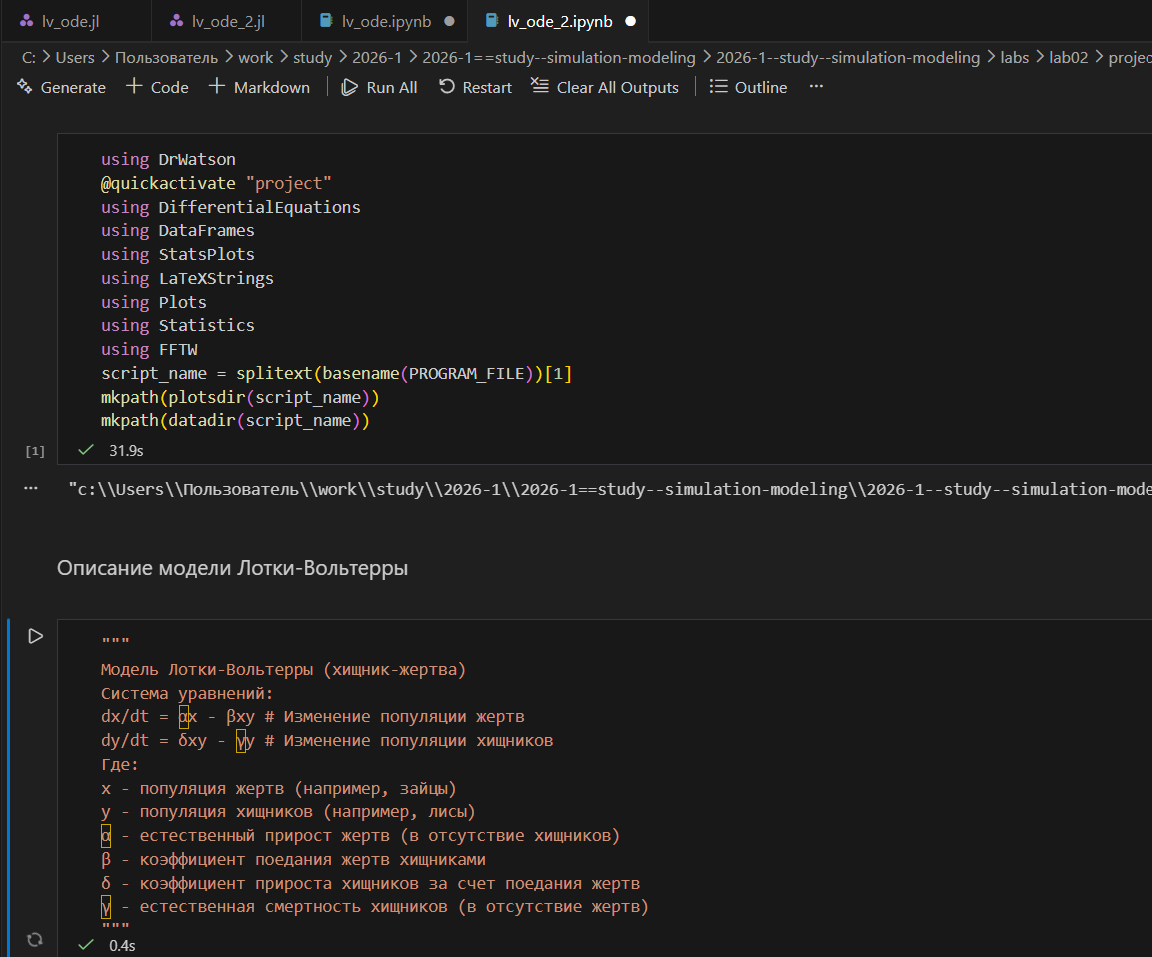 lv_ode.jl lv_ode_2.jl lv_ode.ipynb lv_ode_2.ipynb
C: > Users > Пользователь > work > study > 2026-1 > 2026-1==study--simulation-modeling > 2026-1--study--simulation-modeling > labs > lab02 > projec
Generate + Code + Markdown Run All Restart Clear All Outputs Outline ...
using DrWatson
@quickactivate "project"
using DifferentialEquations
using DataFrames
using StatsPlots
using LaTeXStrings
using Plots
using Statistics
using FFTW
script_name = splitext(basename(PROGRAM_FILE))[1]
mkpath(plotsdir(script_name))
mkpath(datadir(script_name))
[1] 31.9s
... "c:\\Users\\Пользователь\\work\\study\\2026-1\\2026-1==study--simulation-modeling\\2026-1--study--simulation-mode
Описание модели Лотки-Вольтерры
"""
Модель Лотки-Вольтерры (хищник-жертва)
Система уравнений:
dx/dt = αx - βxy # Изменение популяции жертв
dy/dt = δxy - γy # Изменение популяции хищников
Где:
x - популяция жертв (например, зайцы)
y - популяция хищников (например, лисы)
α - естественный прирост жертв (в отсутствие хищников)
β - коэффициент поедания жертв хищниками
δ - коэффициент прироста хищников за счет поедания жертв
γ - естественная смертность хищников (в отсутствие жертв)
"""
0.4s